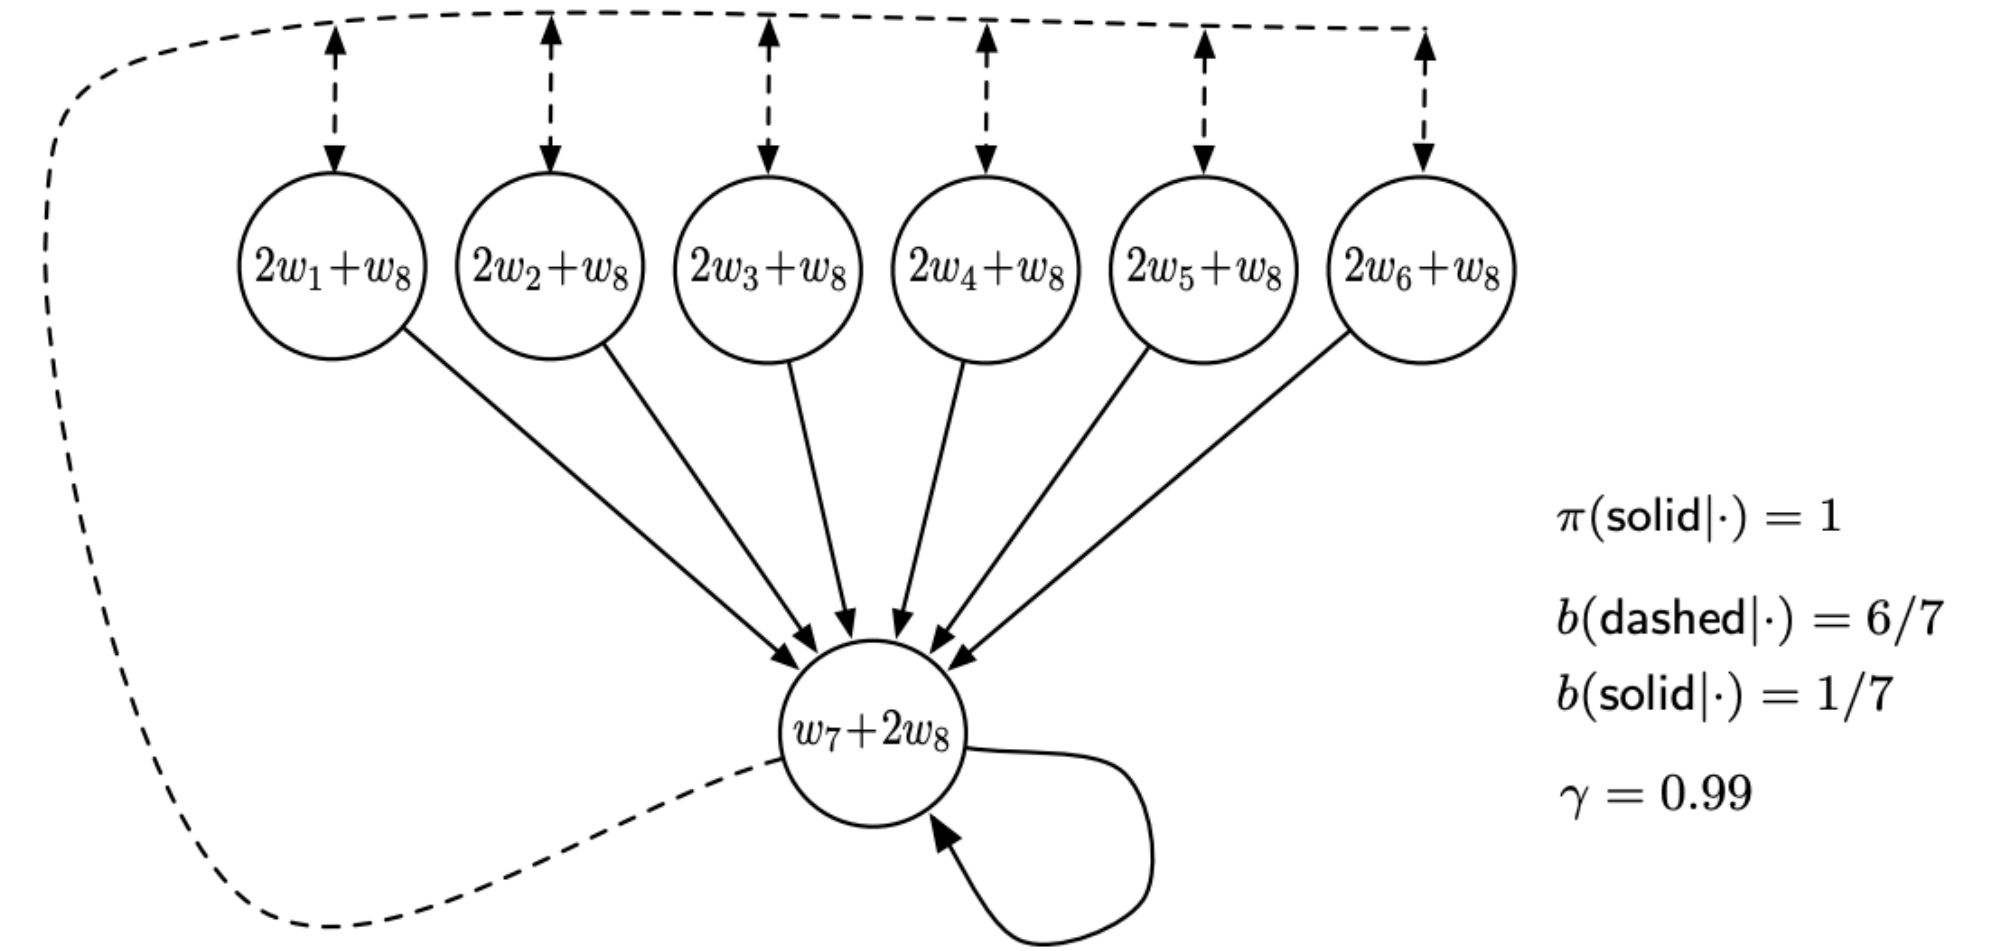 2w₁+w₈ 2w₂+w₈ 2w₃+w₈ 2w₄+w₈ 2w₅+w₈ 2w₆+w₈
π(solid|·) = 1
b(dashed|·) = 6/7
b(solid|·) = 1/7
w₇+2w₈
γ = 0.99